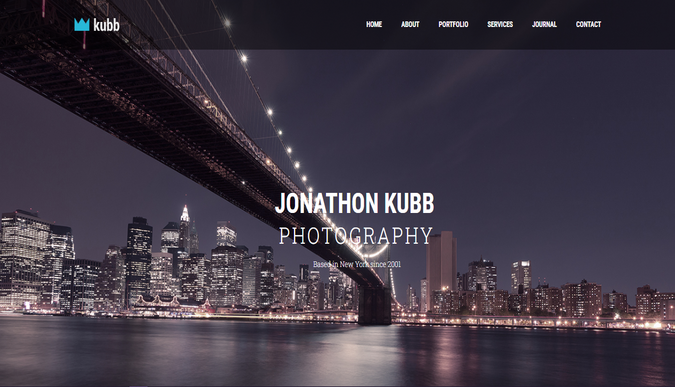 kubb
HOME ABOUT PORTFOLIO SERVICES JOURNAL CONTACT
JONATHON KUBB
PHOTOGRAPHY
Based in New York since 2001